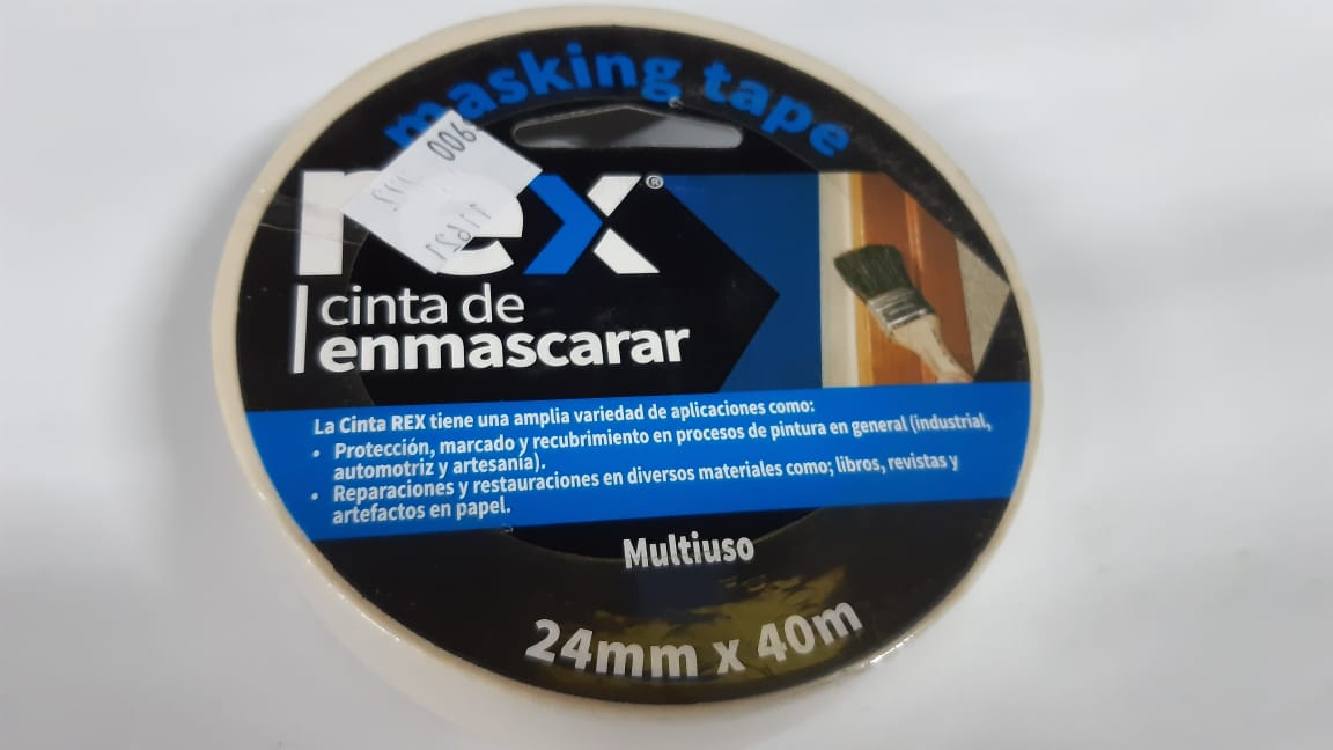 masking tape
rex®
cinta de
enmascarar
La Cinta REX tiene una amplia variedad de aplicaciones como:
• Protección, marcado y recubrimiento en procesos de pintura en general (industrial,
automotriz y artesanía).
• Reparaciones y restauraciones en diversos materiales como; libros, revistas y
artefactos en papel.
Multiuso
24mm x 40m